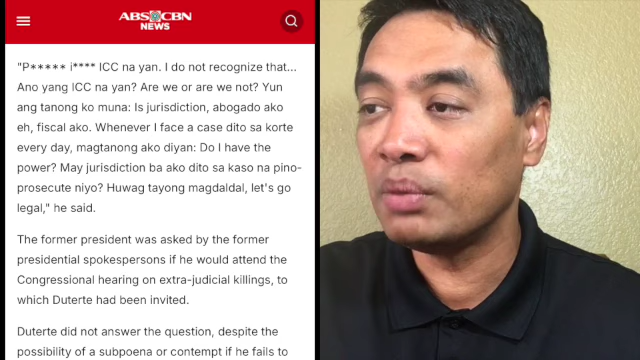 ABS CBN
NEWS
"P***** i**** ICC na yan. I do not recognize that...
Ano yang ICC na yan? Are we or are we not? Yun
ang tanong ko muna: Is jurisdiction, abogado ako
eh, fiscal ako. Whenever I face a case dito sa korte
every day, magtanong ako diyan: Do I have the
power? May jurisdiction ba ako dito sa kaso na pino-
prosecute niyo? Huwag tayong magdaldal, let's go
legal," he said.
The former president was asked by the former
presidential spokespersons if he would attend the
Congressional hearing on extra-judicial killings, to
which Duterte had been invited.
Duterte did not answer the question, despite the
possibility of a subpoena or contempt if he fails to